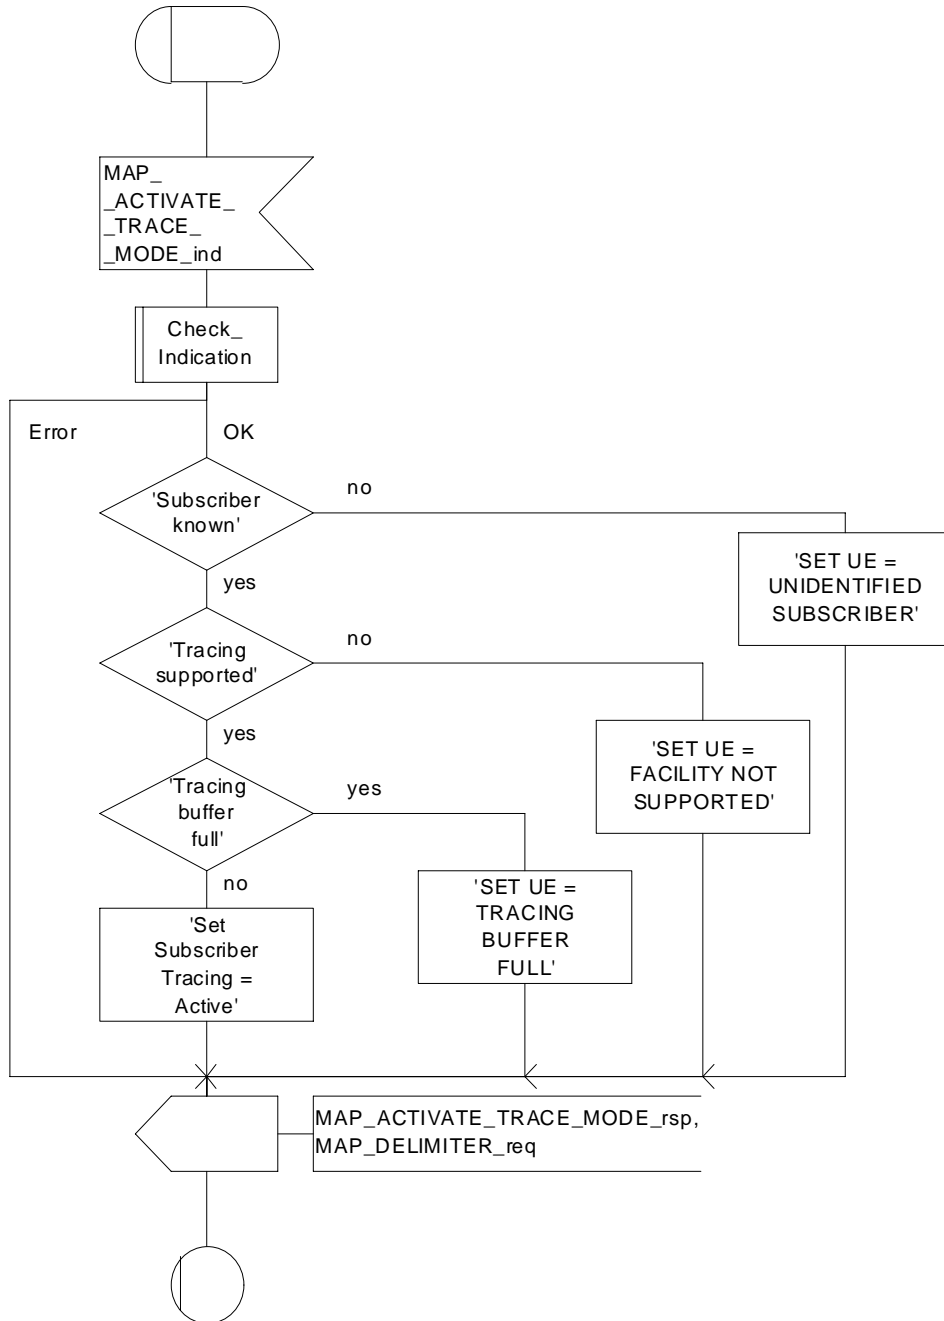 MAP_
_ACTIVATE_
_TRACE_
_MODE_ind
Check_
Indication
Error
OK
'Subscriber
known'
no
'SET UE =
UNIDENTIFIED
SUBSCRIBER'
yes
'Tracing
supported'
no
'SET UE =
FACILITY NOT
SUPPORTED'
yes
'Tracing
buffer
full'
yes
'SET UE =
TRACING
BUFFER
FULL'
no
'Set
Subscriber
Tracing =
Active'
MAP_ACTIVATE_TRACE_MODE_rsp,
MAP_DELIMITER_req